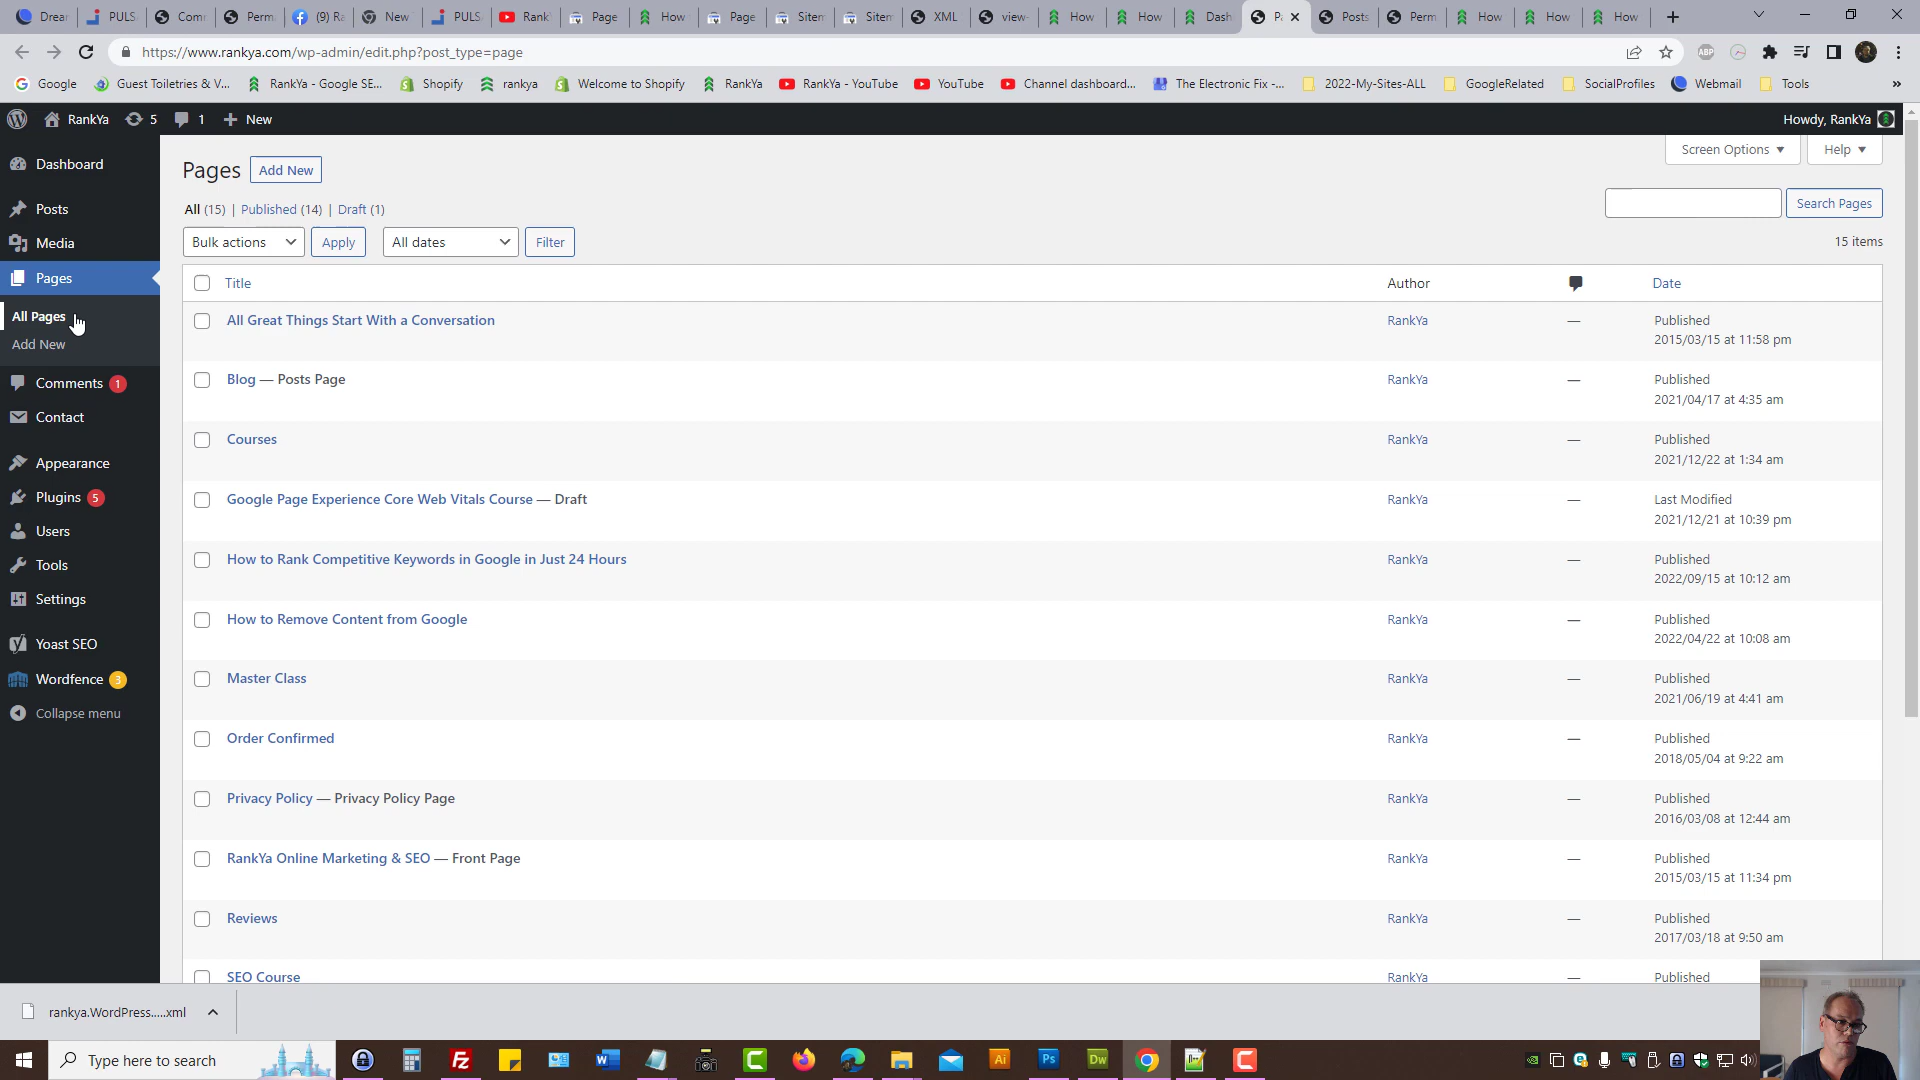 Drear
PULS
Comr
Perm
(9) Ra
New
PULS
Rank
Page
How
Page
Sitem
Sitem
XML
view-
How
How
Dash
Pa
Posts
Perm
How
How
How
https://www.rankya.com/wp-admin/edit.php?post_type=page
ABP
Google
Guest Toiletries & V...
RankYa - Google SE...
Shopify
rankya
Welcome to Shopify
RankYa
RankYa - YouTube
YouTube
Channel dashboard...
The Electronic Fix -...
2022-My-Sites-ALL
GoogleRelated
SocialProfiles
Webmail
Tools
»
RankYa
5
1
New
Howdy, RankYa
Dashboard
Posts
Media
Pages
All Pages
Add New
Comments 1
Contact
Appearance
Plugins 5
Users
Tools
Settings
Yoast SEO
Wordfence 3
Collapse menu
Screen Options
Help
Pages
Add New
All (15) | Published (14) | Draft (1)
Search Pages
Bulk actions
Apply
All dates
Filter
15 items
Title
Author
Date
All Great Things Start With a Conversation
RankYa
—
Published
2015/03/15 at 11:58 pm
Blog — Posts Page
RankYa
—
Published
2021/04/17 at 4:35 am
Courses
RankYa
—
Published
2021/12/22 at 1:34 am
Google Page Experience Core Web Vitals Course — Draft
RankYa
—
Last Modified
2021/12/21 at 10:39 pm
How to Rank Competitive Keywords in Google in Just 24 Hours
RankYa
—
Published
2022/09/15 at 10:12 am
How to Remove Content from Google
RankYa
—
Published
2022/04/22 at 10:08 am
Master Class
RankYa
—
Published
2021/06/19 at 4:41 am
Order Confirmed
RankYa
—
Published
2018/05/04 at 9:22 am
Privacy Policy — Privacy Policy Page
RankYa
—
Published
2016/03/08 at 12:44 am
RankYa Online Marketing & SEO — Front Page
RankYa
—
Published
2015/03/15 at 11:34 pm
Reviews
RankYa
—
Published
2017/03/18 at 9:50 am
SEO Course
RankYa
—
Published
rankya.WordPress.....xml
Type here to search
Fz
W
Ai
Ps
Dw